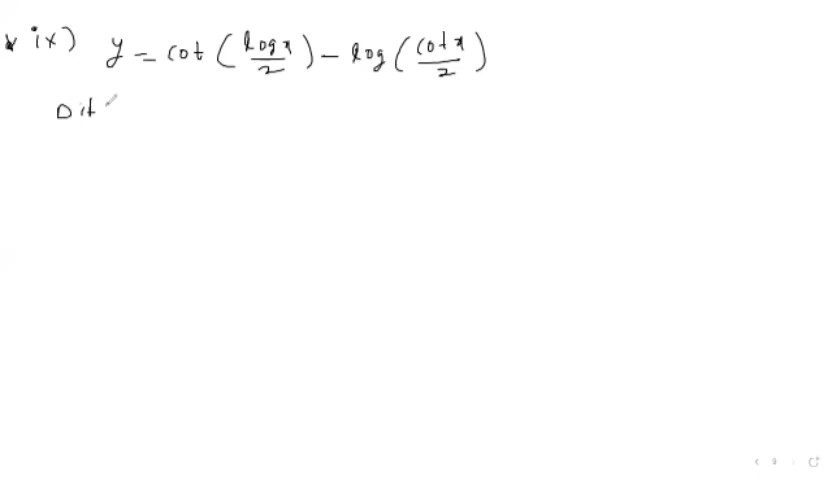 ix) y = cot (log x/2) - log (cot x/2)
Dif